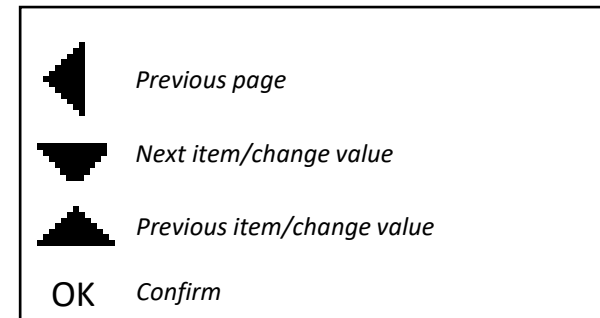 Previous page
Next item/change value
Previous item/change value
OK Confirm